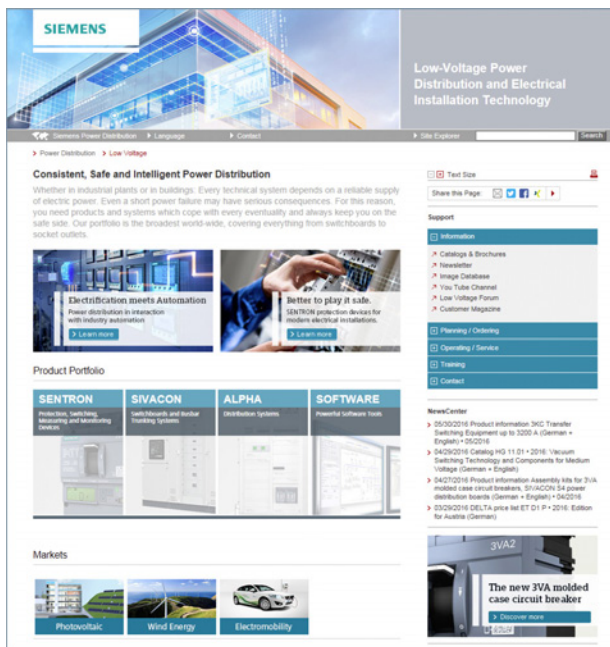 SIEMENS
Low-Voltage Power
Distribution and Electrical
Installation Technology
Siemens Power Distribution
Language
Contact
Site Explorer
Search
Power Distribution
Low Voltage
Consistent, Safe and Intelligent Power Distribution
Whether in industrial plants or in buildings. Every technical system depends on a reliable supply
of electric power. Even a short power failure may have serious consequences. For this reason,
you need products and systems which cope with every eventuality and always keep you on the
safe side. Our portfolio is the broadest world-wide, covering everything from switchboards to
socket outlets.
Electrification meets Automation
Power distribution in interaction
with industry automation
Learn more
Better to play it safe.
SENTRON protection devices for
modern electrical installations.
Learn more
Product Portfolio
SENTRON
Protection, Switching,
Measuring and Monitoring
Devices
SIVACON
Switchboards and Busbar
Trunking Systems
ALPHA
Distribution Systems
SOFTWARE
Powerful Software Tools
Markets
Photovoltaic
Wind Energy
Electromobility
Text Size
Share this Page:
Support
Information
Catalogs & Brochures
Newsletter
Image Database
You Tube Channel
Low Voltage Forum
Customer Magazine
Planning / Ordering
Operating / Service
Training
Contact
NewsCenter
05/30/2016 Product information 3KC Transfer
Switching Equipment up to 3200 A (German +
English) • 05/2016
04/29/2016 Catalog HG 11.01 • 2016: Vacuum
Switching Technology and Components for Medium
Voltage (German + English)
04/27/2016 Product information Assembly kits for 3VA
molded case circuit breakers, SIVACON S4 power
distribution boards (German + English) • 04/2016
03/29/2016 DELTA price list ET D1 P • 2016: Edition
for Austria (German)
3VA2
The new 3VA molded
case circuit breaker
Discover more